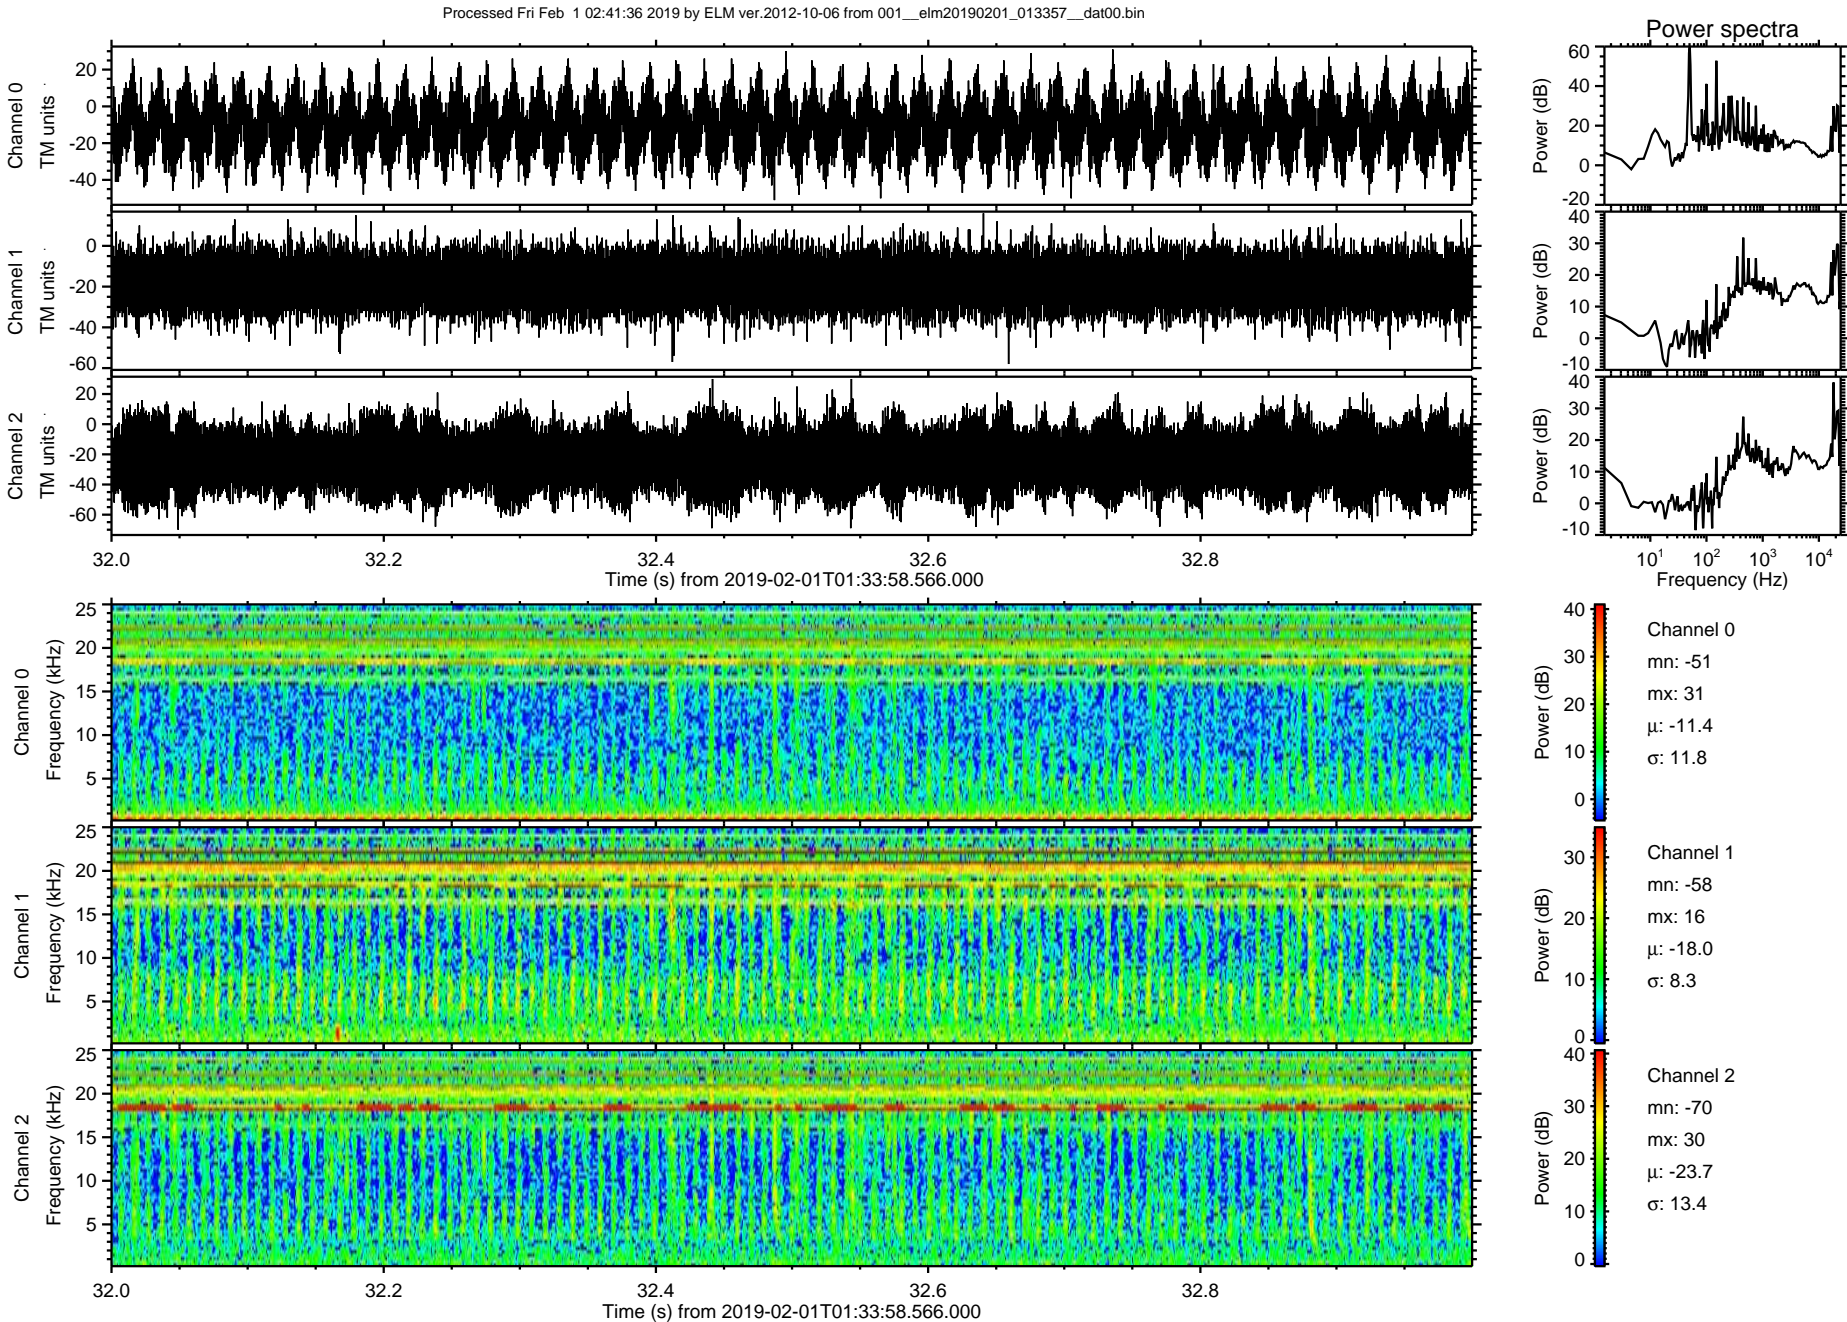 Processed Fri Feb  1 02:41:36 2019 by ELM ver.2012-10-06 from 001__elm20190201_013357__dat00.bin
Power spectra
Channel 0
TM units
20
0
-20
-40
Power (dB)
60
40
20
0
-20
Channel 1
TM units
0
-20
-40
-60
Power (dB)
40
30
20
10
0
-10
Channel 2
TM units
20
0
-20
-40
-60
Power (dB)
40
30
20
10
0
-10
32.0 32.2 32.4 32.6 32.8
Time (s) from 2019-02-01T01:33:58.566.000
10¹ 10² 10³ 10⁴
Frequency (Hz)
Channel 0
Frequency (kHz)
25
20
15
10
5
Power (dB)
40
30
20
10
0
Channel 0
mn: -51
mx: 31
μ: -11.4
σ: 11.8
Channel 1
Frequency (kHz)
25
20
15
10
5
Power (dB)
30
20
10
0
Channel 1
mn: -58
mx: 16
μ: -18.0
σ: 8.3
Channel 2
Frequency (kHz)
25
20
15
10
5
Power (dB)
40
30
20
10
0
Channel 2
mn: -70
mx: 30
μ: -23.7
σ: 13.4
32.0 32.2 32.4 32.6 32.8
Time (s) from 2019-02-01T01:33:58.566.000